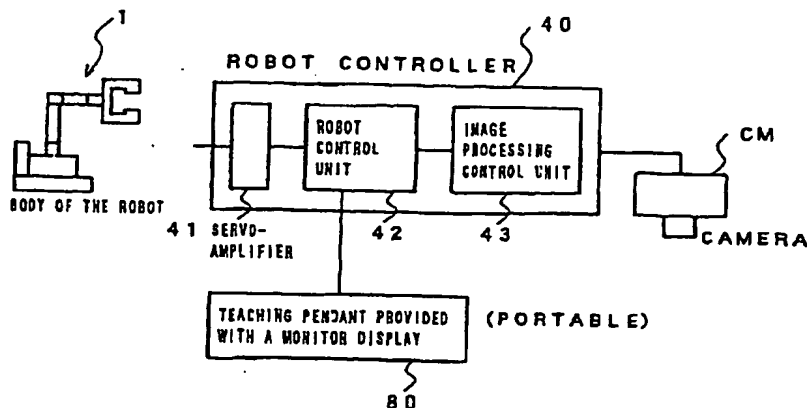 1
40
ROBOT CONTROLLER
ROBOT
CONTROL
UNIT
IMAGE
PROCESSING
CONTROL UNIT
CM
BODY OF THE ROBOT
41 SERVO-
AMPLIFIER
42
43
CAMERA
TEACHING PENDANT PROVIDED
WITH A MONITOR DISPLAY
(PORTABLE)
80